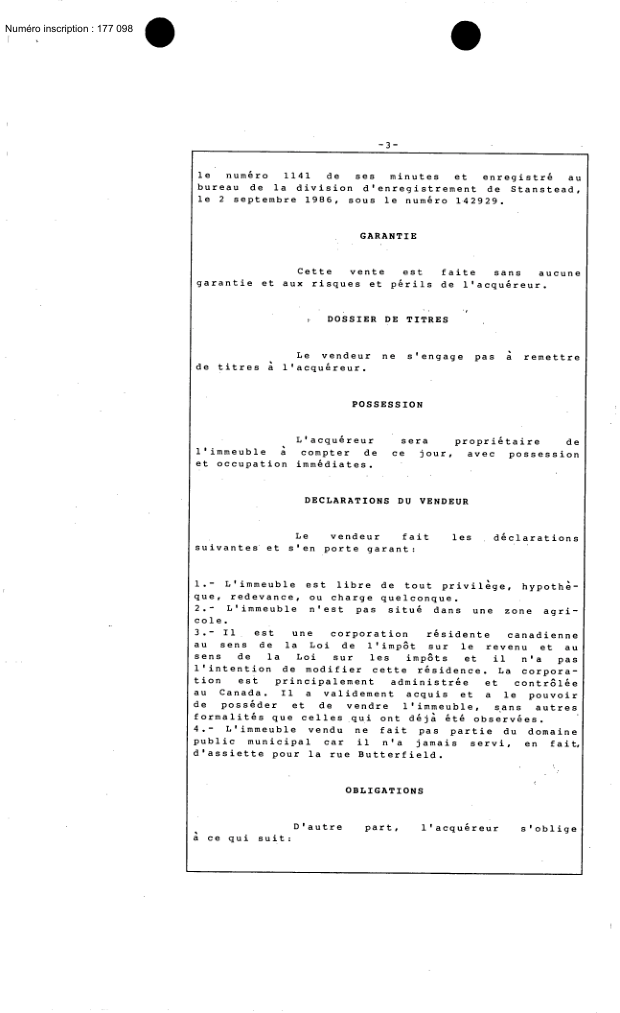 Numéro inscription : 177 098
-3-
le numéro 1141 de ses minutes et enregistré au
bureau de la division d'enregistrement de Stanstead,
le 2 septembre 1986, sous le numéro 142929.
GARANTIE
Cette vente est faite sans aucune
garantie et aux risques et périls de l'acquéreur.
DOSSIER DE TITRES
Le vendeur ne s'engage pas à remettre
de titres à l'acquéreur.
POSSESSION
L'acquéreur sera propriétaire de
l'immeuble à compter de ce jour, avec possession
et occupation immédiates.
DECLARATIONS DU VENDEUR
Le vendeur fait les déclarations
suivantes et s'en porte garant:
1.- L'immeuble est libre de tout privilège, hypothè-
que, redevance, ou charge quelconque.
2.- L'immeuble n'est pas situé dans une zone agri-
cole.
3.- Il est une corporation résidente canadienne
au sens de la Loi de l'impôt sur le revenu et au
sens de la Loi sur les impôts et il n'a pas
l'intention de modifier cette résidence. La corpora-
tion est principalement administrée et contrôlée
au Canada. Il a validement acquis et a le pouvoir
de posséder et de vendre l'immeuble, sans autres
formalités que celles qui ont déjà été observées.
4.- L'immeuble vendu ne fait pas partie du domaine
public municipal car il n'a jamais servi, en fait,
d'assiette pour la rue Butterfield.
OBLIGATIONS
D'autre part, l'acquéreur s'oblige
à ce qui suit: